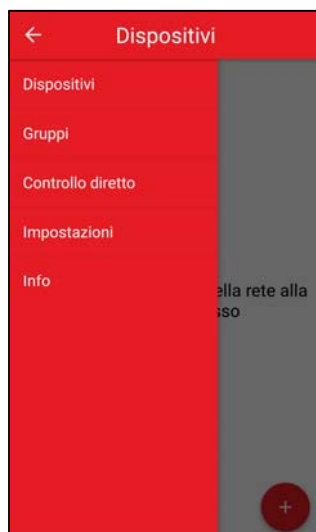 Dispositivi
Dispositivi
Gruppi
Controllo diretto
Impostazioni
Info
ella rete alla
sso